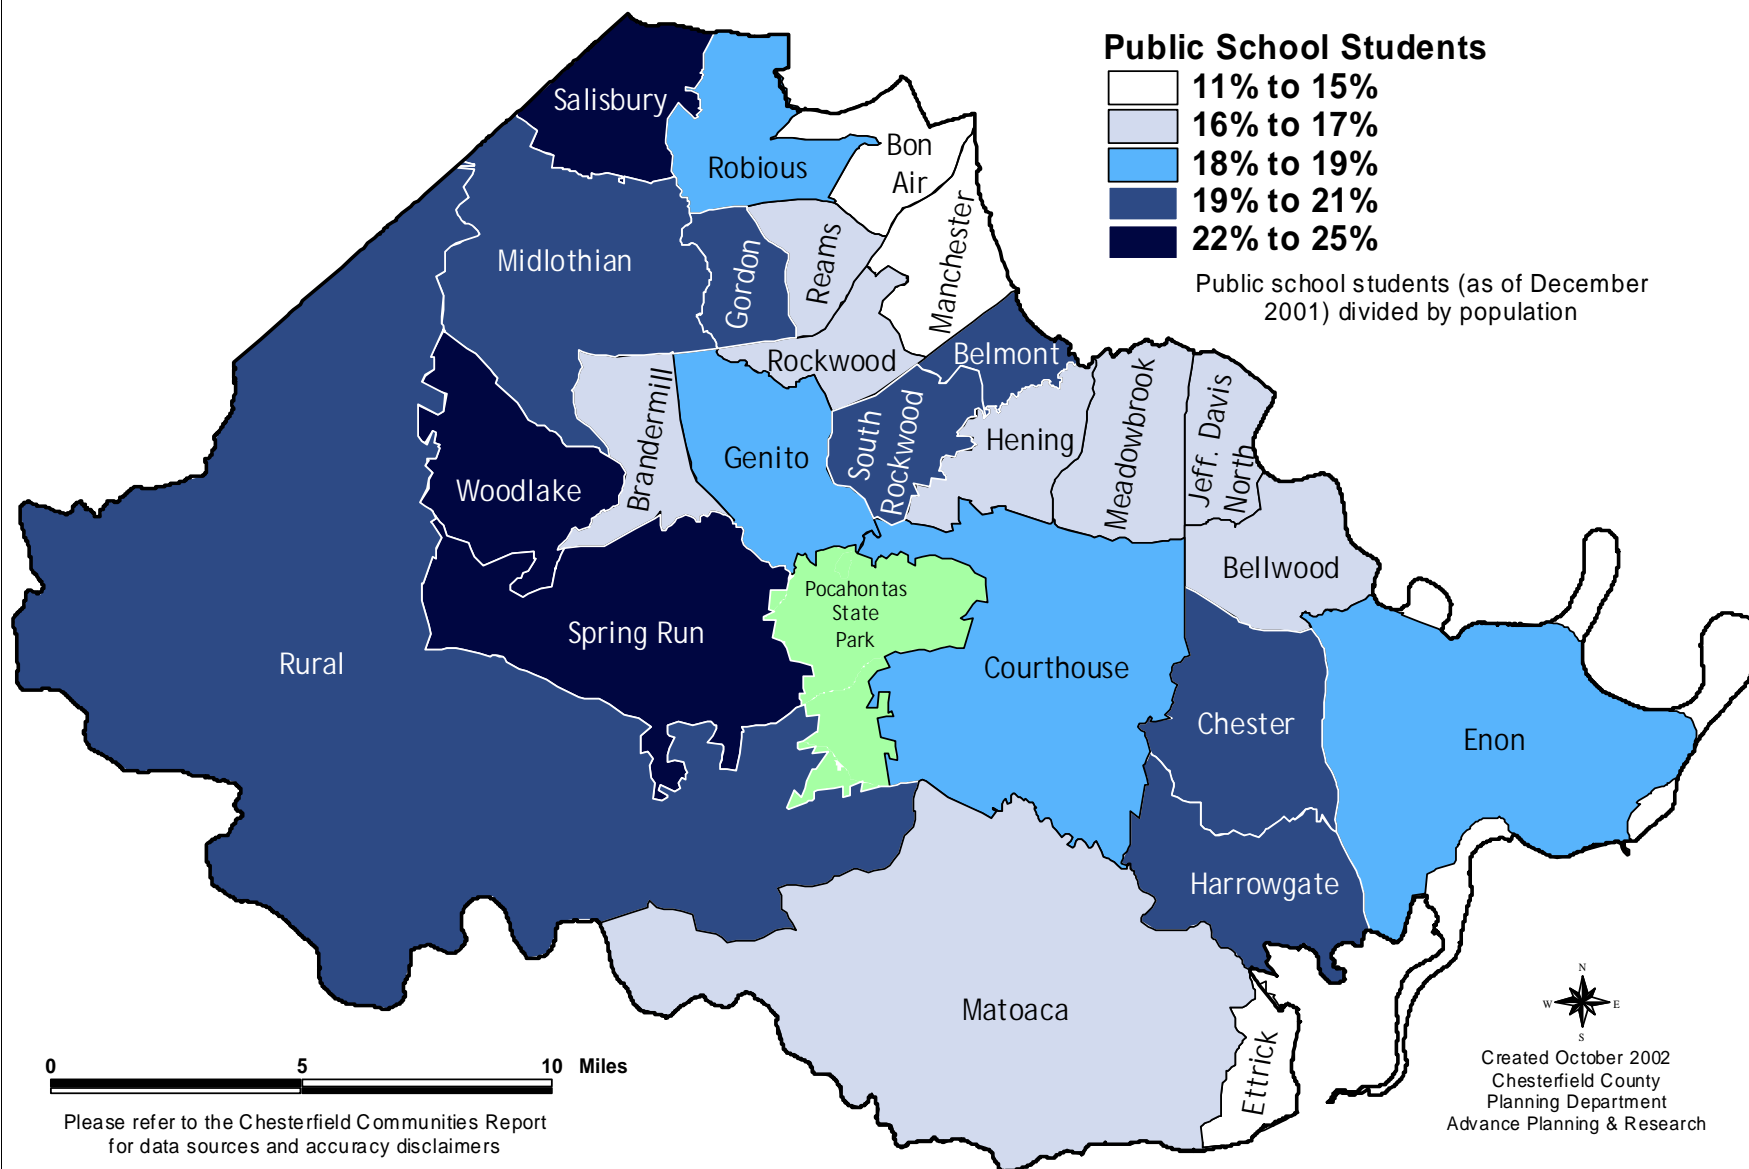 Public School Students
11% to 15%
16% to 17%
18% to 19%
19% to 21%
22% to 25%
Public school students (as of December
2001) divided by population
Salisbury
Robious
Bon
Air
Midlothian
Gordon
Reams
Manchester
Rockwood
Belmont
Brandermill
Genito
South
Rockwood
Hening
Meadowbrook
Jeff. Davis
North
Woodlake
Bellwood
Pocahontas
State
Park
Spring Run
Rural
Courthouse
Chester
Enon
Harrowgate
Matoaca
Ettrick
N
W
E
S
0
5
10
Miles
Please refer to the Chesterfield Communities Report
for data sources and accuracy disclaimers
Created October 2002
Chesterfield County
Planning Department
Advance Planning & Research